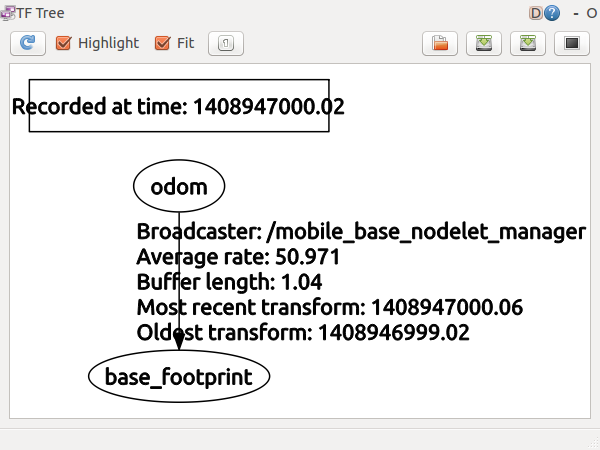 TF Tree
D ? - O
Highlight Fit
Recorded at time: 1408947000.02
odom
Broadcaster: /mobile_base_nodelet_manager
Average rate: 50.971
Buffer length: 1.04
Most recent transform: 1408947000.06
Oldest transform: 1408946999.02
base_footprint